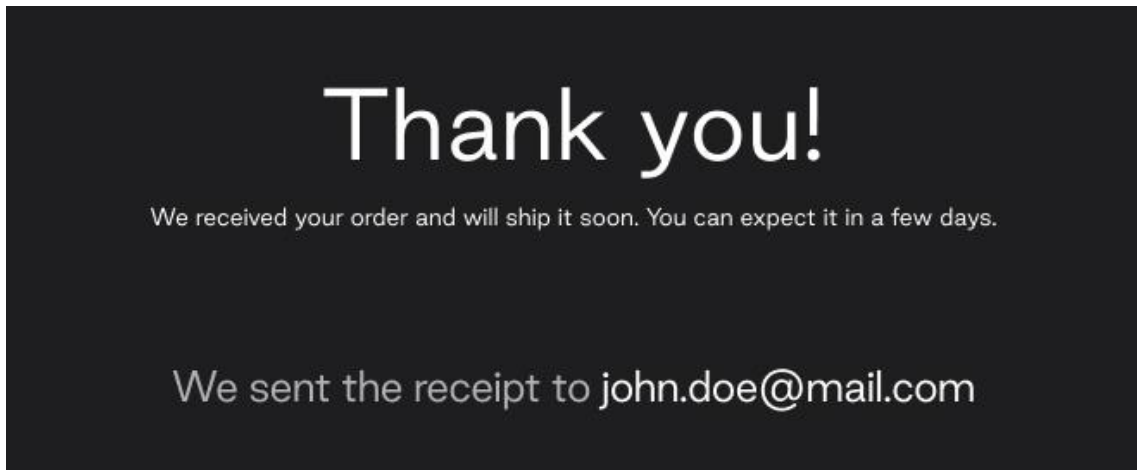 Thank you!
We received your order and will ship it soon. You can expect it in a few days.
We sent the receipt to john.doe@mail.com